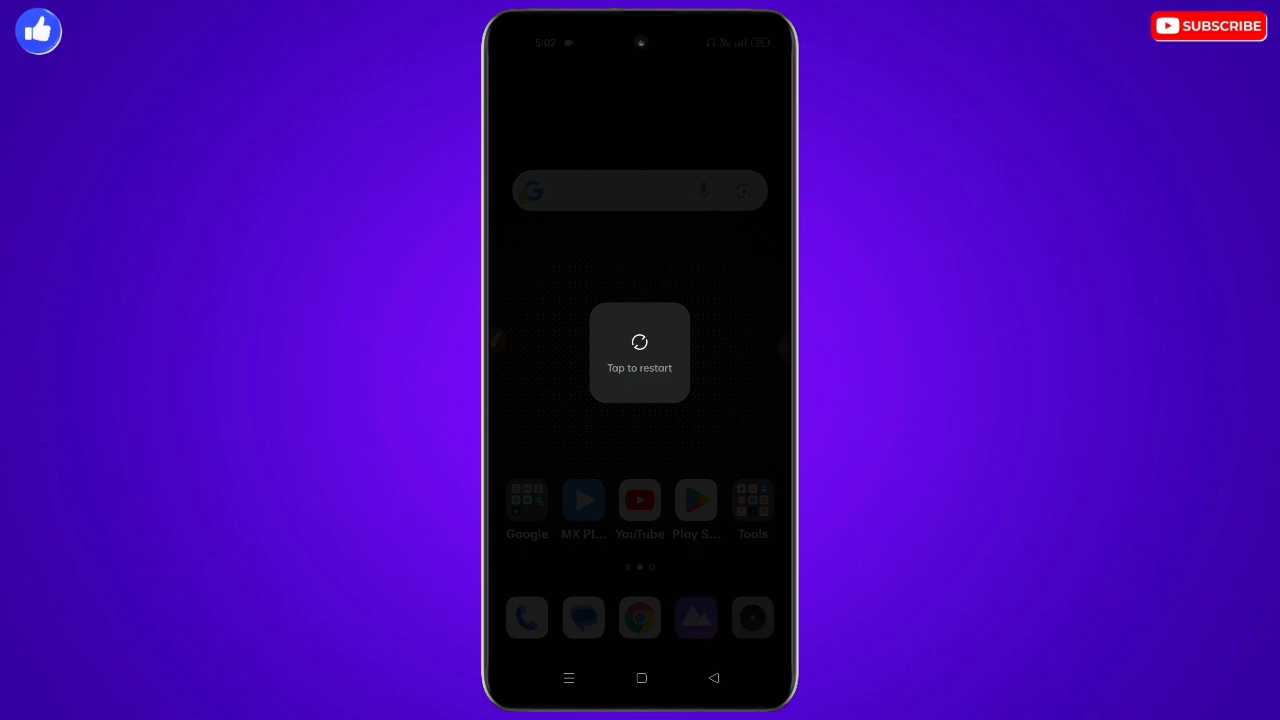 SUBSCRIBE
5:02
Tap to restart
Google
MX Pl...
YouTube
Play S...
Tools